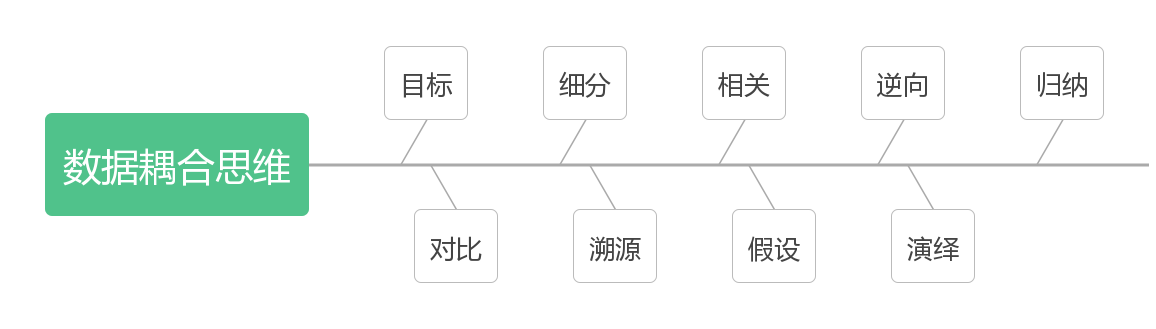 目标
细分
相关
逆向
归纳
数据耦合思维
对比
溯源
假设
演绎